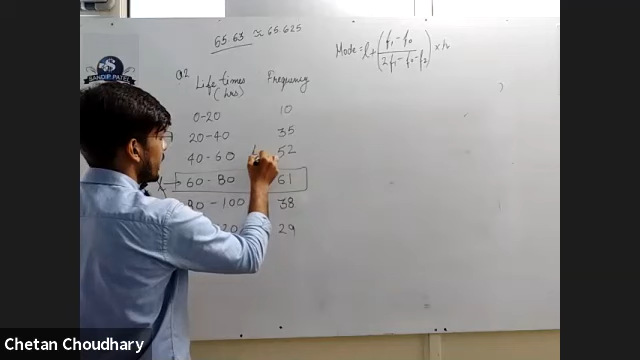 65.63 ≈ 65.625
Mode = l + (f₁ - f₀ / 2f₁ - f₀ - f₂) × h
SANDIP PATEL
Q2 Life times (hrs) Frequency
0-20 10
20-40 35
40-60 52
60-80 61
80-100 38
20 29
Chetan Choudhary